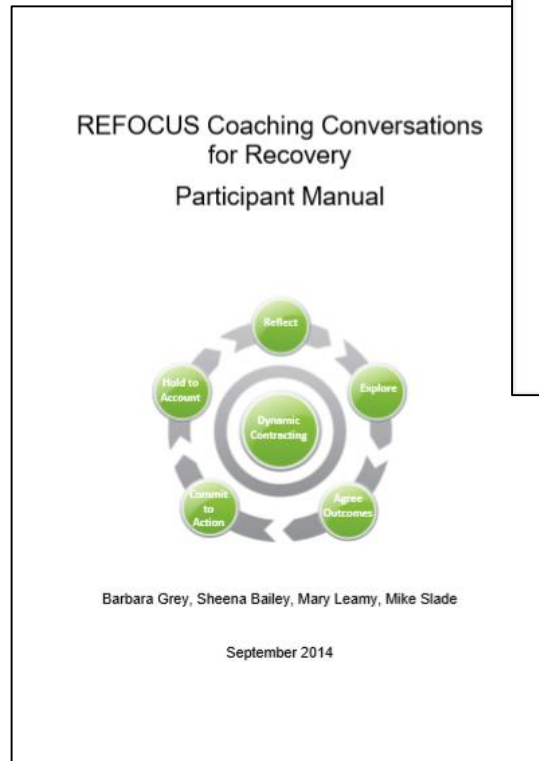 REFOCUS Coaching Conversations
for Recovery
Participant Manual
Reflect
Explore
Agree
Outcomes
Commit
to
Action
Hold to
Account
Dynamic
Contracting
Barbara Grey, Sheena Bailey, Mary Leamy, Mike Slade
September 2014